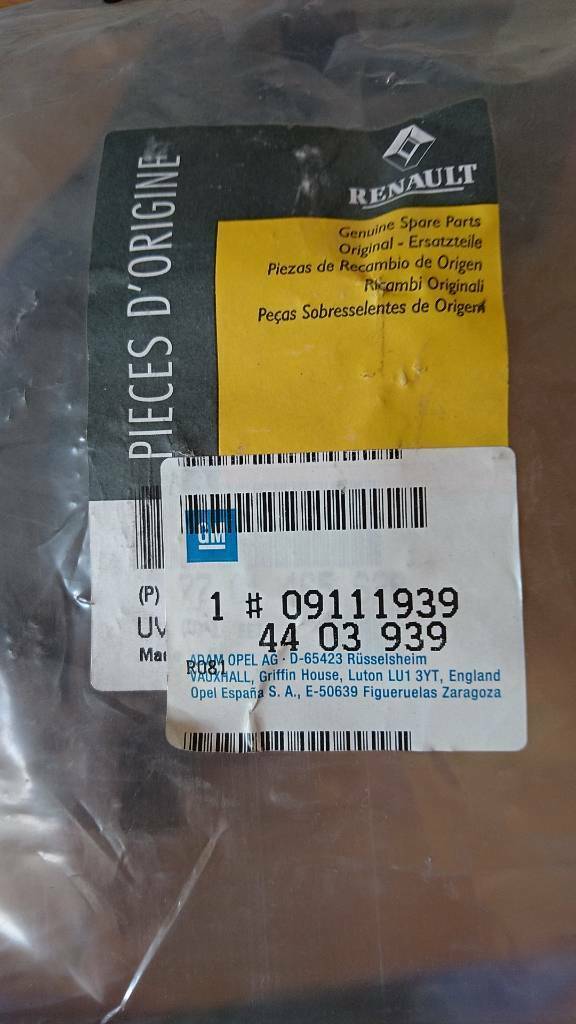 PIECES D'ORIGINE
RENAULT
Genuine Spare Parts
Original - Ersatzteile
Piezas de Recambio de Origen
Ricambi Originali
Peças Sobresselentes de Origem
GM
(P)
UV
1 # 09111939
44 03 939
R081
ADAM OPEL AG · D-65423 Rüsselsheim
VAUXHALL, Griffin House, Luton LU1 3YT, England
Opel España S. A., E-50639 Figueruelas Zaragoza